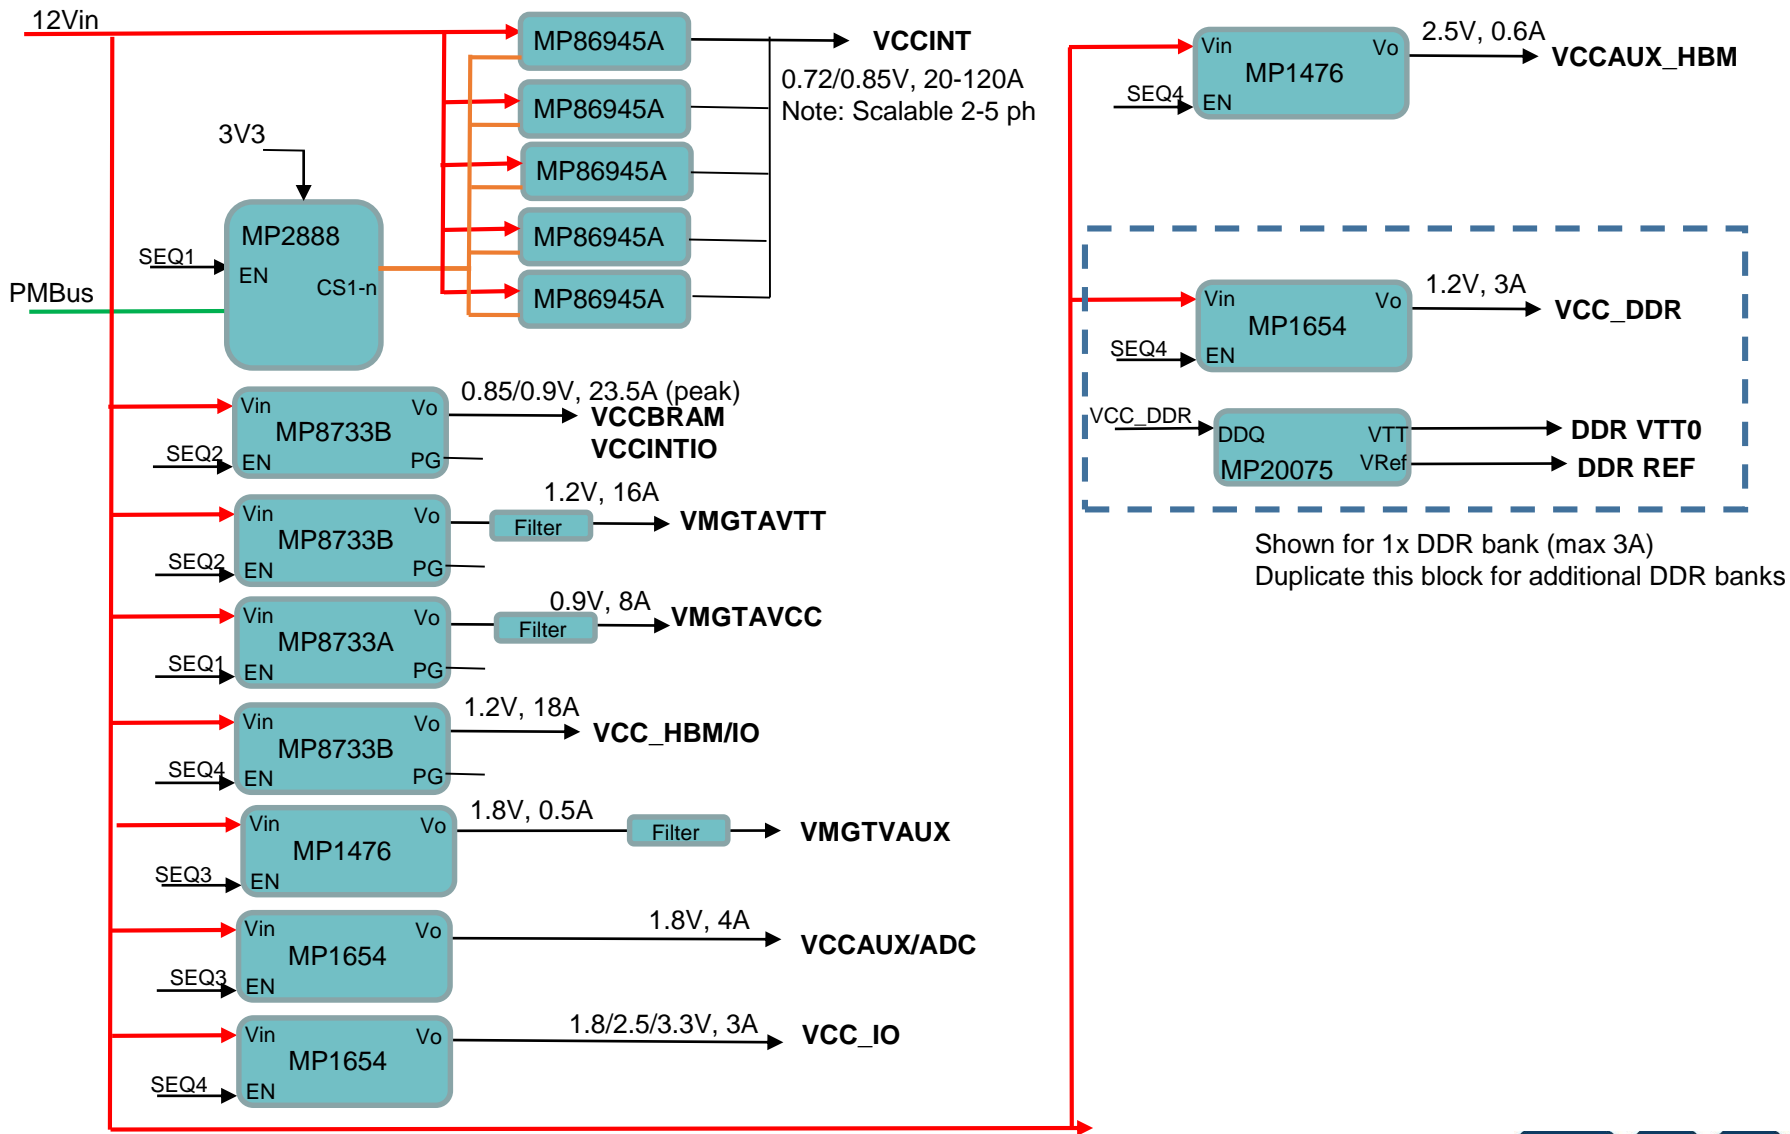 12Vin
MP86945A
VCCINT
0.72/0.85V, 20-120A
Note: Scalable 2-5 ph
MP86945A
MP86945A
MP86945A
MP86945A
3V3
MP2888
SEQ1
EN
CS1-n
PMBus
0.85/0.9V, 23.5A (peak)
Vin
Vo
MP8733B
VCCBRAM
VCCINTIO
SEQ2
EN
PG
1.2V, 16A
Vin
Vo
Filter
VMGTAVTT
MP8733B
SEQ2
EN
PG
0.9V, 8A
Vin
Vo
Filter
VMGTAVCC
MP8733A
SEQ1
EN
PG
1.2V, 18A
Vin
Vo
MP8733B
VCC_HBM/IO
SEQ4
EN
PG
1.8V, 0.5A
Vin
Vo
Filter
VMGTVAUX
MP1476
SEQ3
EN
1.8V, 4A
Vin
Vo
MP1654
VCCAUX/ADC
SEQ3
EN
1.8/2.5/3.3V, 3A
Vin
Vo
MP1654
VCC_IO
SEQ4
EN
2.5V, 0.6A
Vin
Vo
MP1476
VCCAUX_HBM
SEQ4
EN
1.2V, 3A
Vin
Vo
MP1654
VCC_DDR
SEQ4
EN
VCC_DDR
DDQ
VTT
DDR VTT0
MP20075
VRef
DDR REF
Shown for 1x DDR bank (max 3A)
Duplicate this block for additional DDR banks